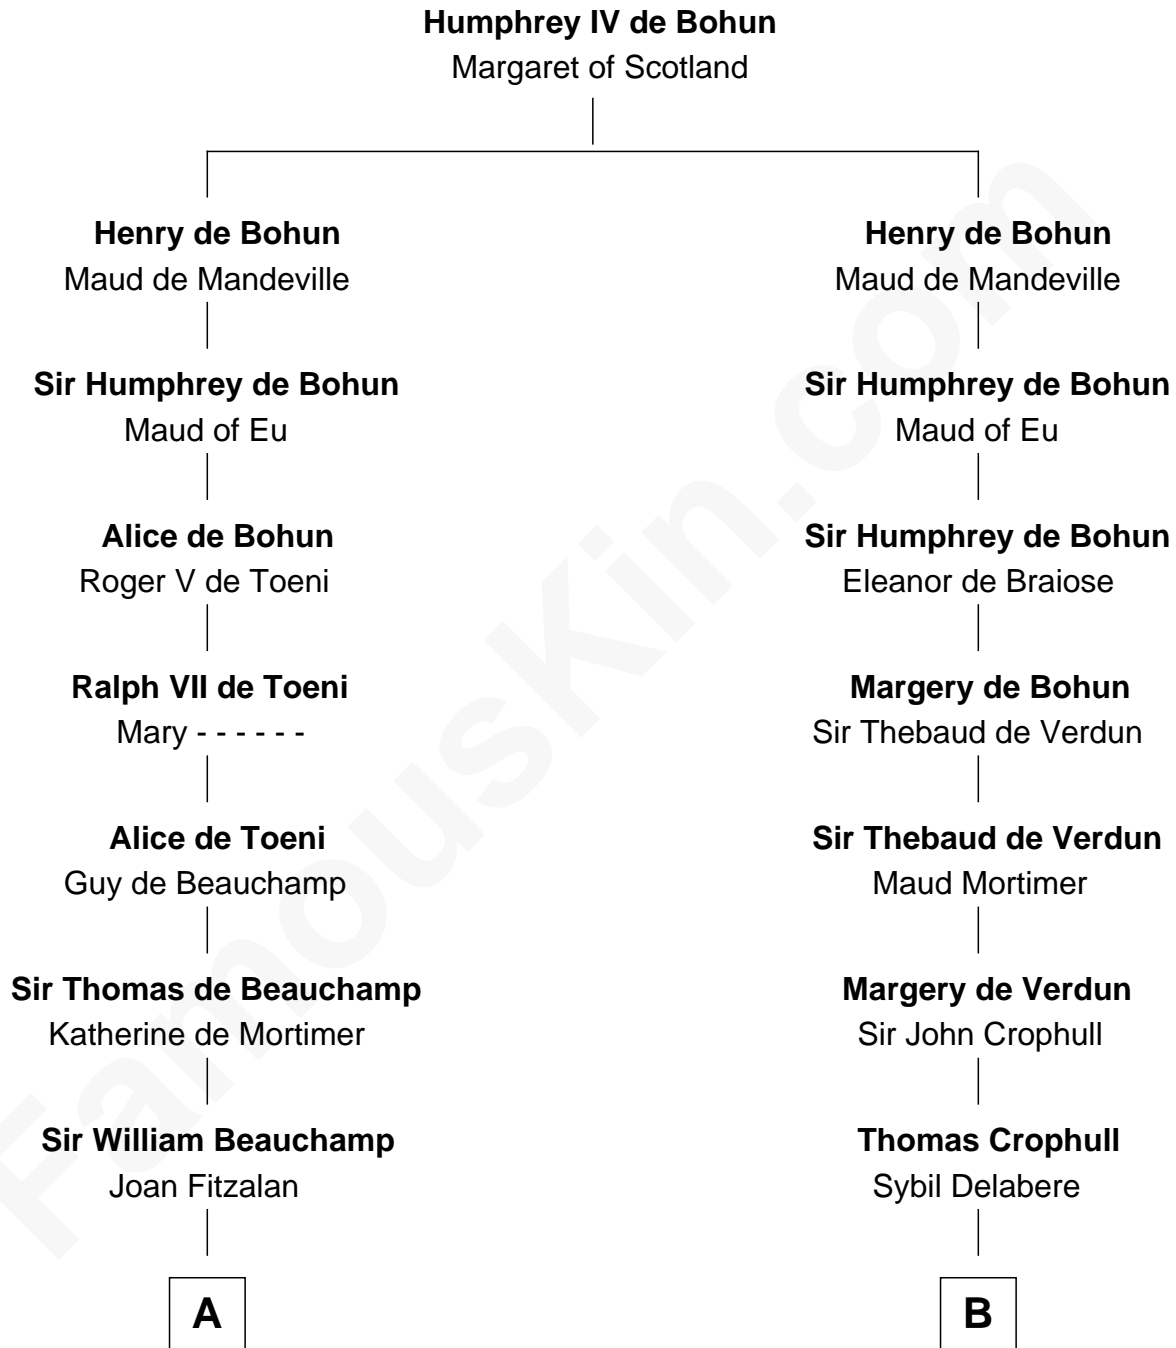 Humphrey IV de Bohun
Margaret of Scotland
Henry de Bohun
Maud de Mandeville
Henry de Bohun
Maud de Mandeville
Sir Humphrey de Bohun
Maud of Eu
Sir Humphrey de Bohun
Maud of Eu
Alice de Bohun
Roger V de Toeni
Sir Humphrey de Bohun
Eleanor de Braiose
Ralph VII de Toeni
Mary - - - - - -
Margery de Bohun
Sir Thebaud de Verdun
Alice de Toeni
Guy de Beauchamp
Sir Thebaud de Verdun
Maud Mortimer
Sir Thomas de Beauchamp
Katherine de Mortimer
Margery de Verdun
Sir John Crophull
Sir William Beauchamp
Joan Fitzalan
Thomas Crophull
Sybil Delabere
A
B
FamousKin.com